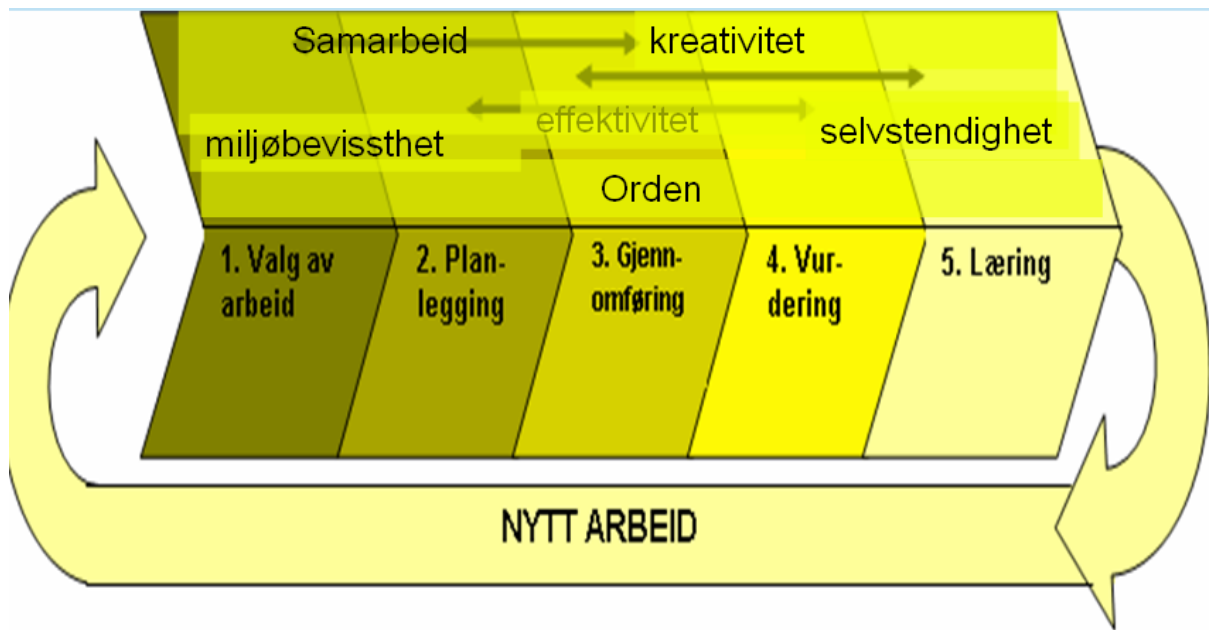 Samarbeid kreativitet
effektivitet
miljøbevissthet selvstendighet
Orden
1. Valg av
arbeid
2. Plan-
legging
3. Gjenn-
omføring
4. Vur-
dering
5. Læring
NYTT ARBEID